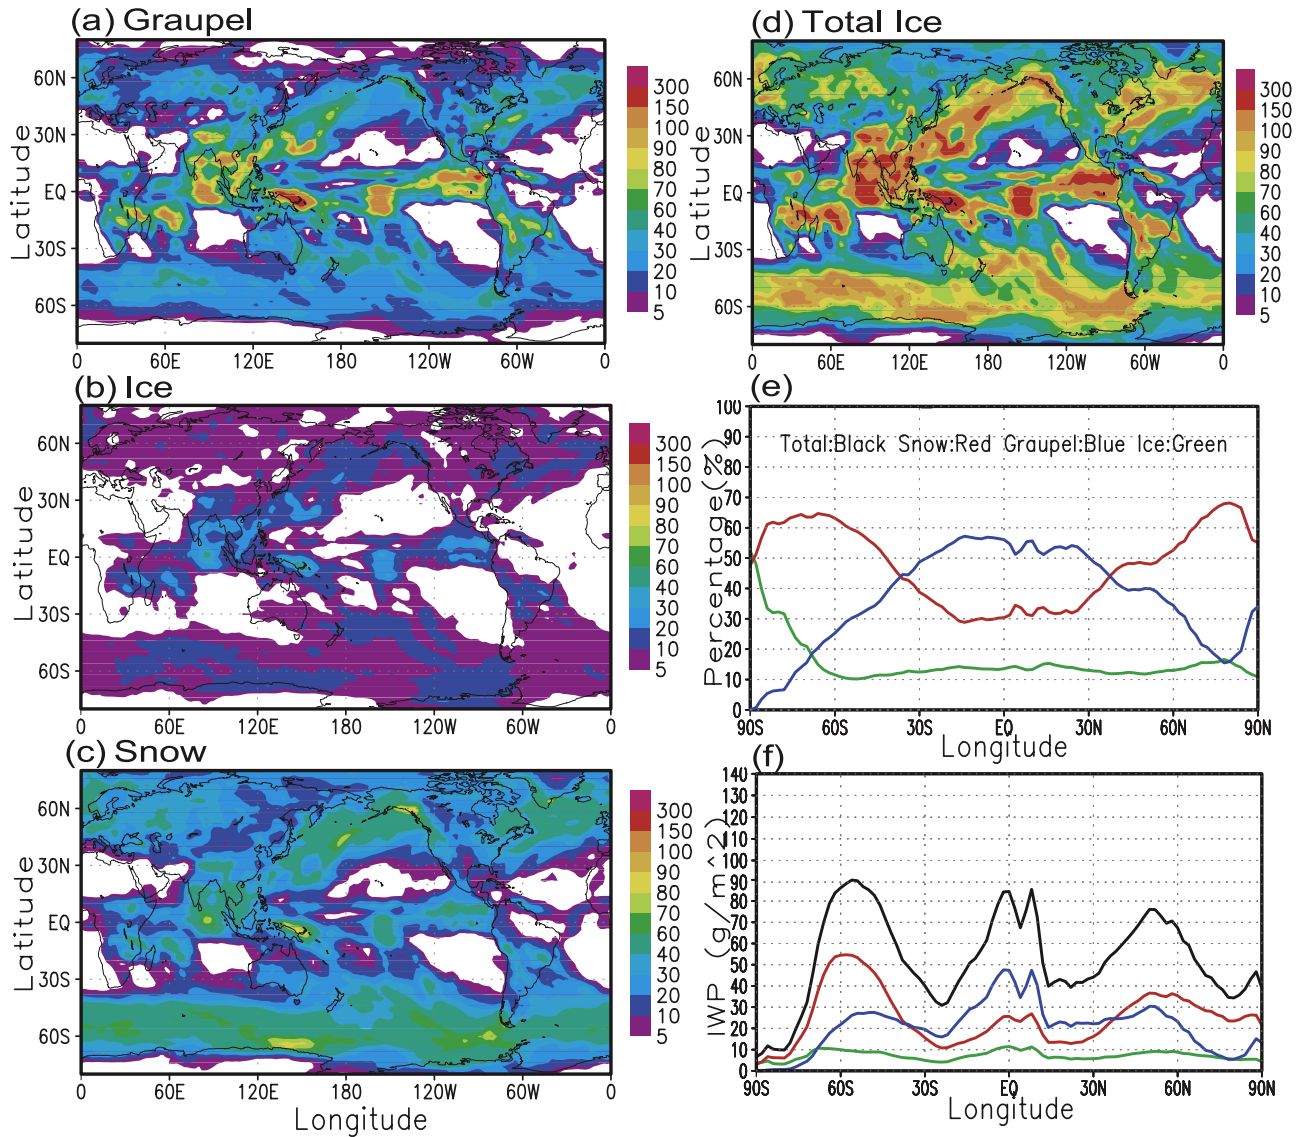 (a) Graupel
60N
30N
EQ
30S
60S
Latitude
0 60E 120E 180 120W 60W 0
300
150
100
90
80
70
60
40
30
20
10
5
(d) Total Ice
60N
30N
EQ
30S
60S
Latitude
0 60E 120E 180 120W 60W 0
300
150
100
90
80
70
60
40
30
20
10
5
(b) Ice
60N
30N
EQ
30S
60S
Latitude
0 60E 120E 180 120W 60W 0
300
150
100
90
80
70
60
40
30
20
10
5
(e)
Total:Black Snow:Red Graupel:Blue Ice:Green
100
90
80
70
60
50
40
30
20
10
0
Percentage(%)
90S 60S 30S EQ 30N 60N 90N
Longitude
(c) Snow
60N
30N
EQ
30S
60S
Latitude
0 60E 120E 180 120W 60W 0
Longitude
300
150
100
90
80
70
60
40
30
20
10
5
(f)
140
130
120
110
100
90
80
70
60
50
40
30
20
10
0
IWP (g/m^2)
90S 60S 30S EQ 30N 60N 90N
Longitude